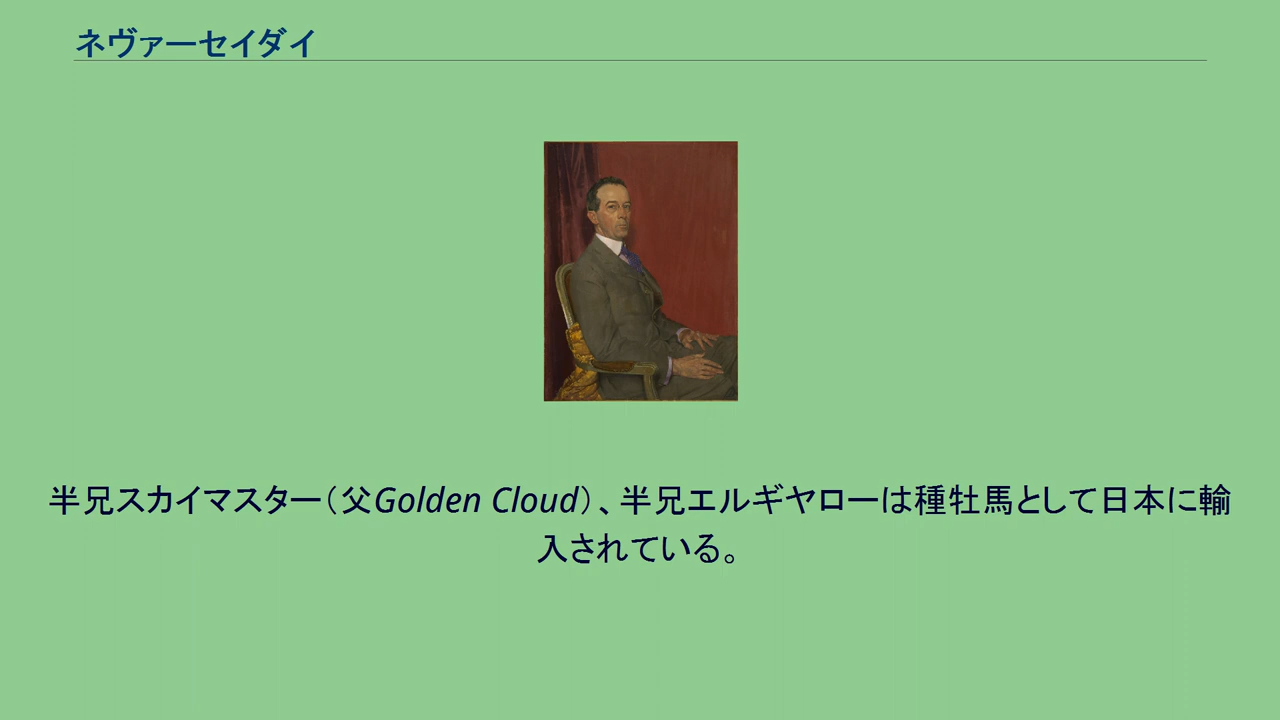 ネヴァーセイダイ
半兄スカイマスター（父Golden Cloud）、半兄エルギヤローは種牡馬として日本に輸
入されている。